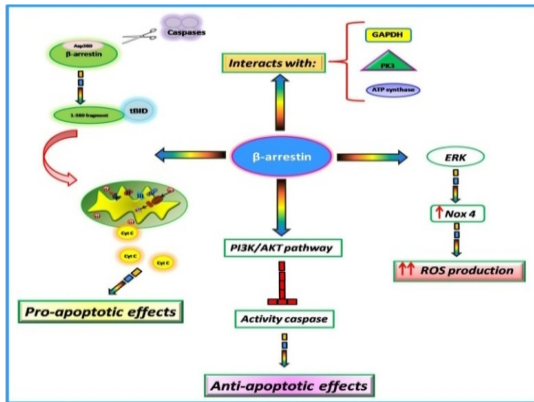 Caspases
Asp380
β-arrestin
1-380 fragment
tBID
Cyt C
Cyt C
Cyt C
Pro-apoptotic effects
Interacts with:
GAPDH
PK3
ATP synthase
β-arrestin
PI3K/AKT pathway
Activity caspase
Anti-apoptotic effects
ERK
Nox 4
ROS production